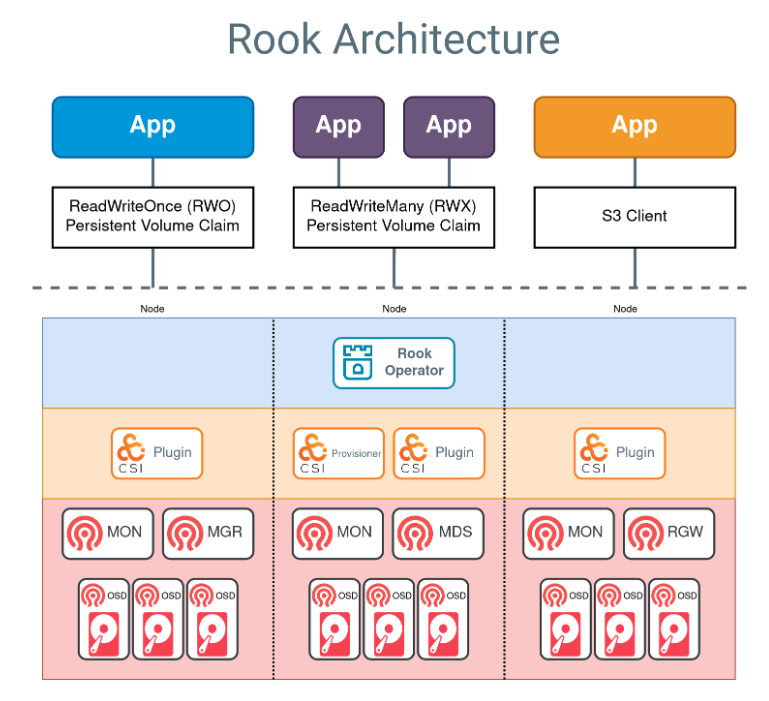 Rook Architecture
App
App
App
App
ReadWriteOnce (RWO)
Persistent Volume Claim
ReadWriteMany (RWX)
Persistent Volume Claim
S3 Client
Node
Node
Node
Rook
Operator
CSI
Plugin
CSI
Provisioner
CSI
Plugin
CSI
Plugin
MON
MGR
MON
MDS
MON
RGW
OSD
OSD
OSD
OSD
OSD
OSD
OSD
OSD
OSD